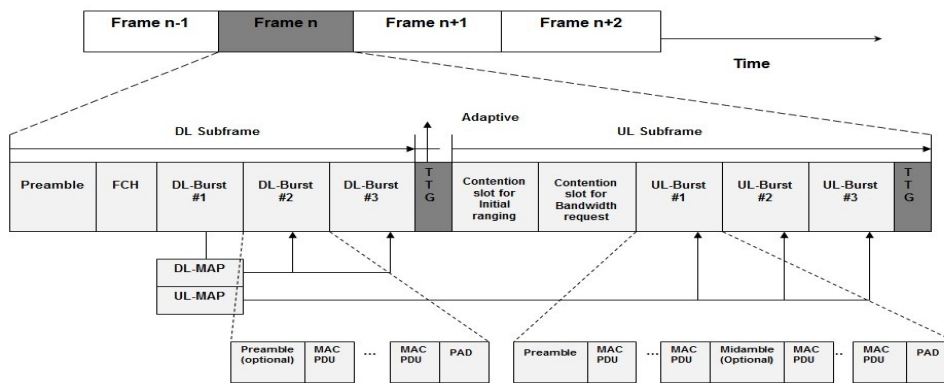 Frame n-1 Frame n Frame n+1 Frame n+2
Time
DL Subframe Adaptive UL Subframe
Preamble
FCH
DL-Burst
#1
DL-Burst
#2
DL-Burst
#3
T
T
G
Contention
slot for
Initial
ranging
Contention
slot for
Bandwidth
request
UL-Burst
#1
UL-Burst
#2
UL-Burst
#3
T
T
G
DL-MAP
UL-MAP
Preamble
(optional)
MAC
PDU
...
MAC
PDU
PAD
Preamble
MAC
PDU
...
MAC
PDU
Midamble
(Optional)
MAC
PDU
..
MAC
PDU
PAD